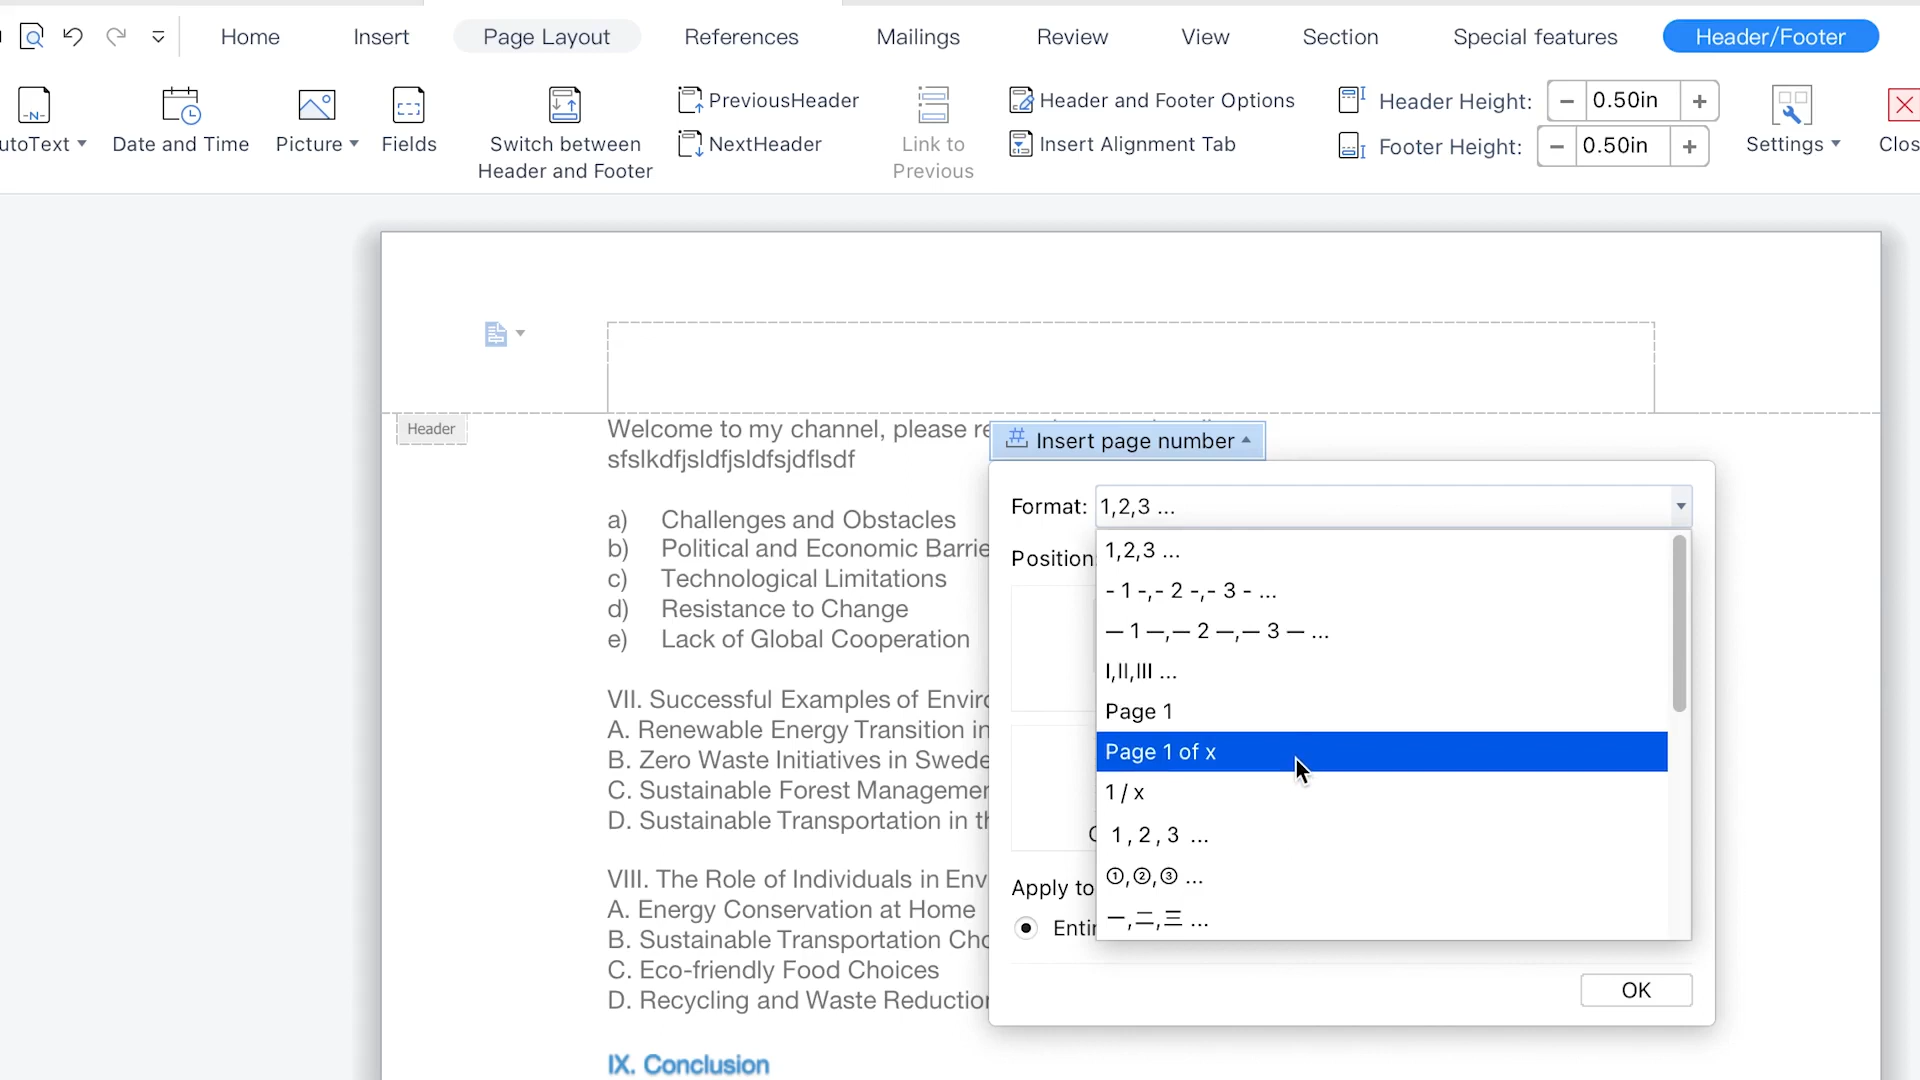 Home Insert Page Layout References Mailings Review View Section Special features Header/Footer
utoText Date and Time Picture Fields Switch between Header and Footer PreviousHeader NextHeader Link to Previous Header and Footer Options Insert Alignment Tab Header Height: 0.50in Footer Height: 0.50in Settings Clos
Header
Welcome to my channel, please re
sfslkdfjsldfjsldfsjdflsdf
a) Challenges and Obstacles
b) Political and Economic Barrie
c) Technological Limitations
d) Resistance to Change
e) Lack of Global Cooperation
VII. Successful Examples of Enviro
A. Renewable Energy Transition in
B. Zero Waste Initiatives in Swede
C. Sustainable Forest Managemen
D. Sustainable Transportation in th
VIII. The Role of Individuals in Env
A. Energy Conservation at Home
B. Sustainable Transportation Cho
C. Eco-friendly Food Choices
D. Recycling and Waste Reduction
IX. Conclusion
Insert page number
Format: 1,2,3 ...
Position:
1,2,3 ...
- 1 -,- 2 -,- 3 - ...
— 1 —,— 2 —,— 3 — ...
I,II,III ...
Page 1
Page 1 of x
1 / x
1 , 2 , 3 ...
①,②,③ ...
一,二,三 ...
Apply to
Entir
OK